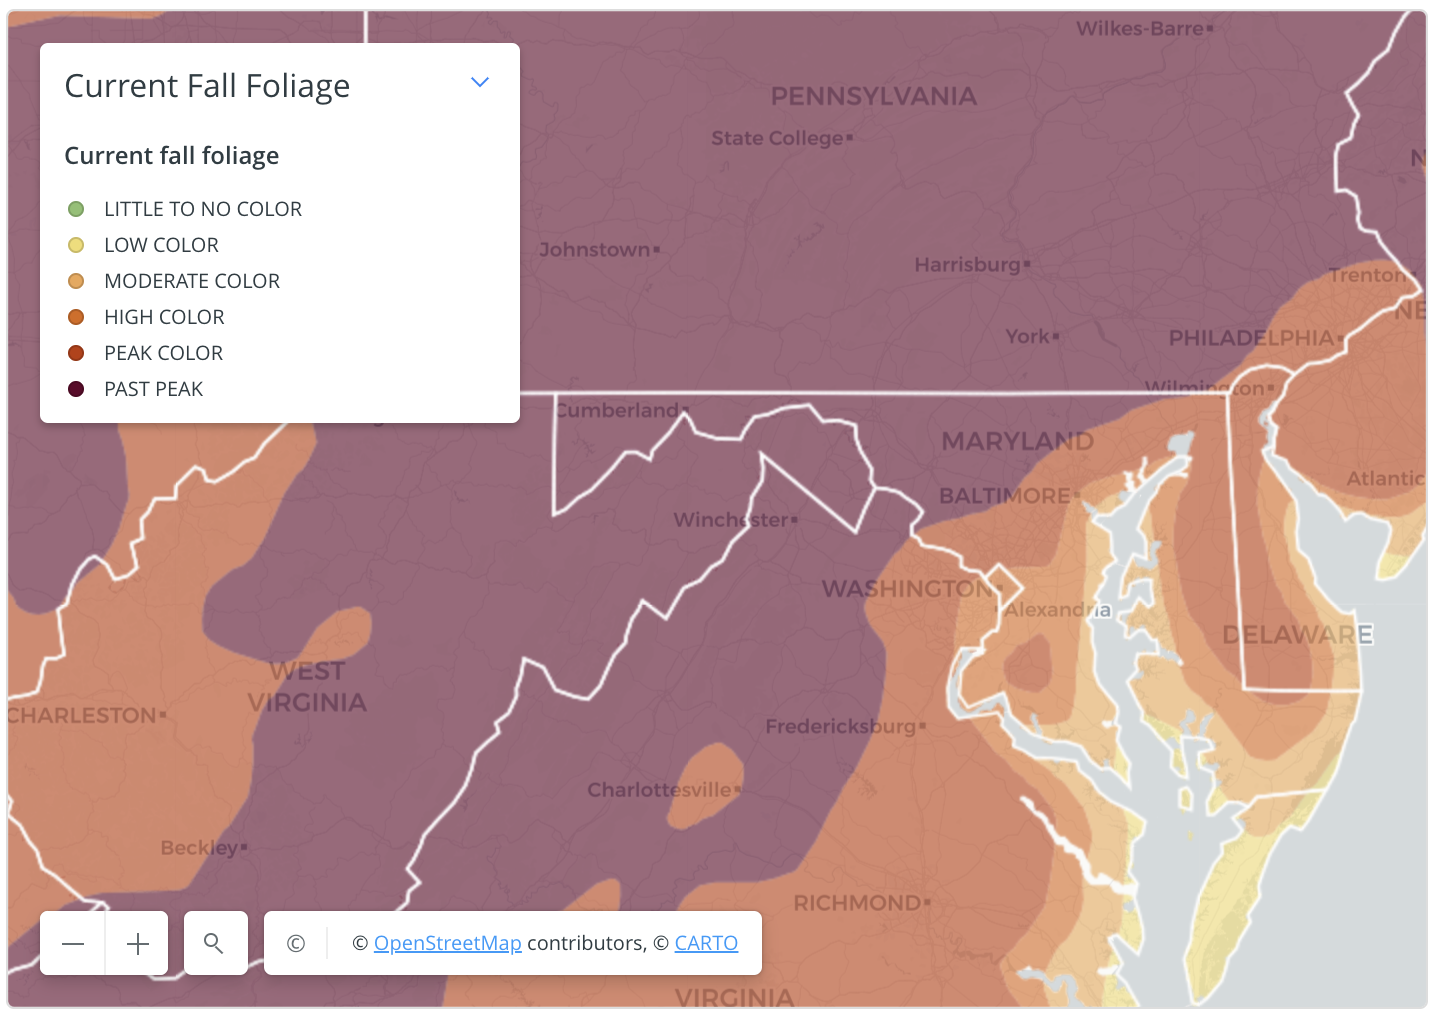 Wilkes-Barre
Current Fall Foliage
PENNSYLVANIA
State College
Current fall foliage
LITTLE TO NO COLOR
LOW COLOR
Johnstown
Harrisburg
MODERATE COLOR
Trenton
HIGH COLOR
NE
York
PHILADELPHIA
PEAK COLOR
PAST PEAK
Wilmington
Cumberland
MARYLAND
Atlantic
BALTIMORE
Winchester
WASHINGTON
Alexandria
DELAWARE
WEST
VIRGINIA
CHARLESTON
Fredericksburg
Charlottesville
Beckley
RICHMOND
© © OpenStreetMap contributors, © CARTO
VIRGINIA